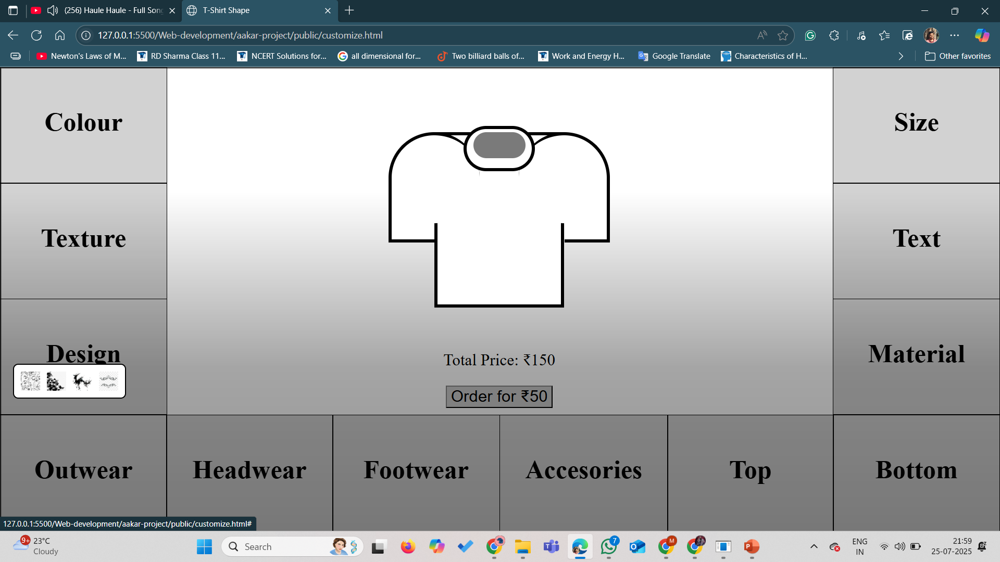 (256) Haule Haule - Full Song
T-Shirt Shape
127.0.0.1:5500/Web-development/aakar-project/public/customize.html
Newton's Laws of M...
RD Sharma Class 11...
NCERT Solutions for...
all dimensional for...
Two billiard balls of...
Work and Energy H...
Google Translate
Characteristics of H...
Other favorites
Colour
Size
Texture
Text
Design
Material
Total Price: ₹150
Order for ₹50
Outwear
Headwear
Footwear
Accesories
Top
Bottom
127.0.0.1:5500/Web-development/aakar-project/public/customize.html#
9+
23°C
Cloudy
Search
7
M
ENG
IN
21:59
25-07-2025